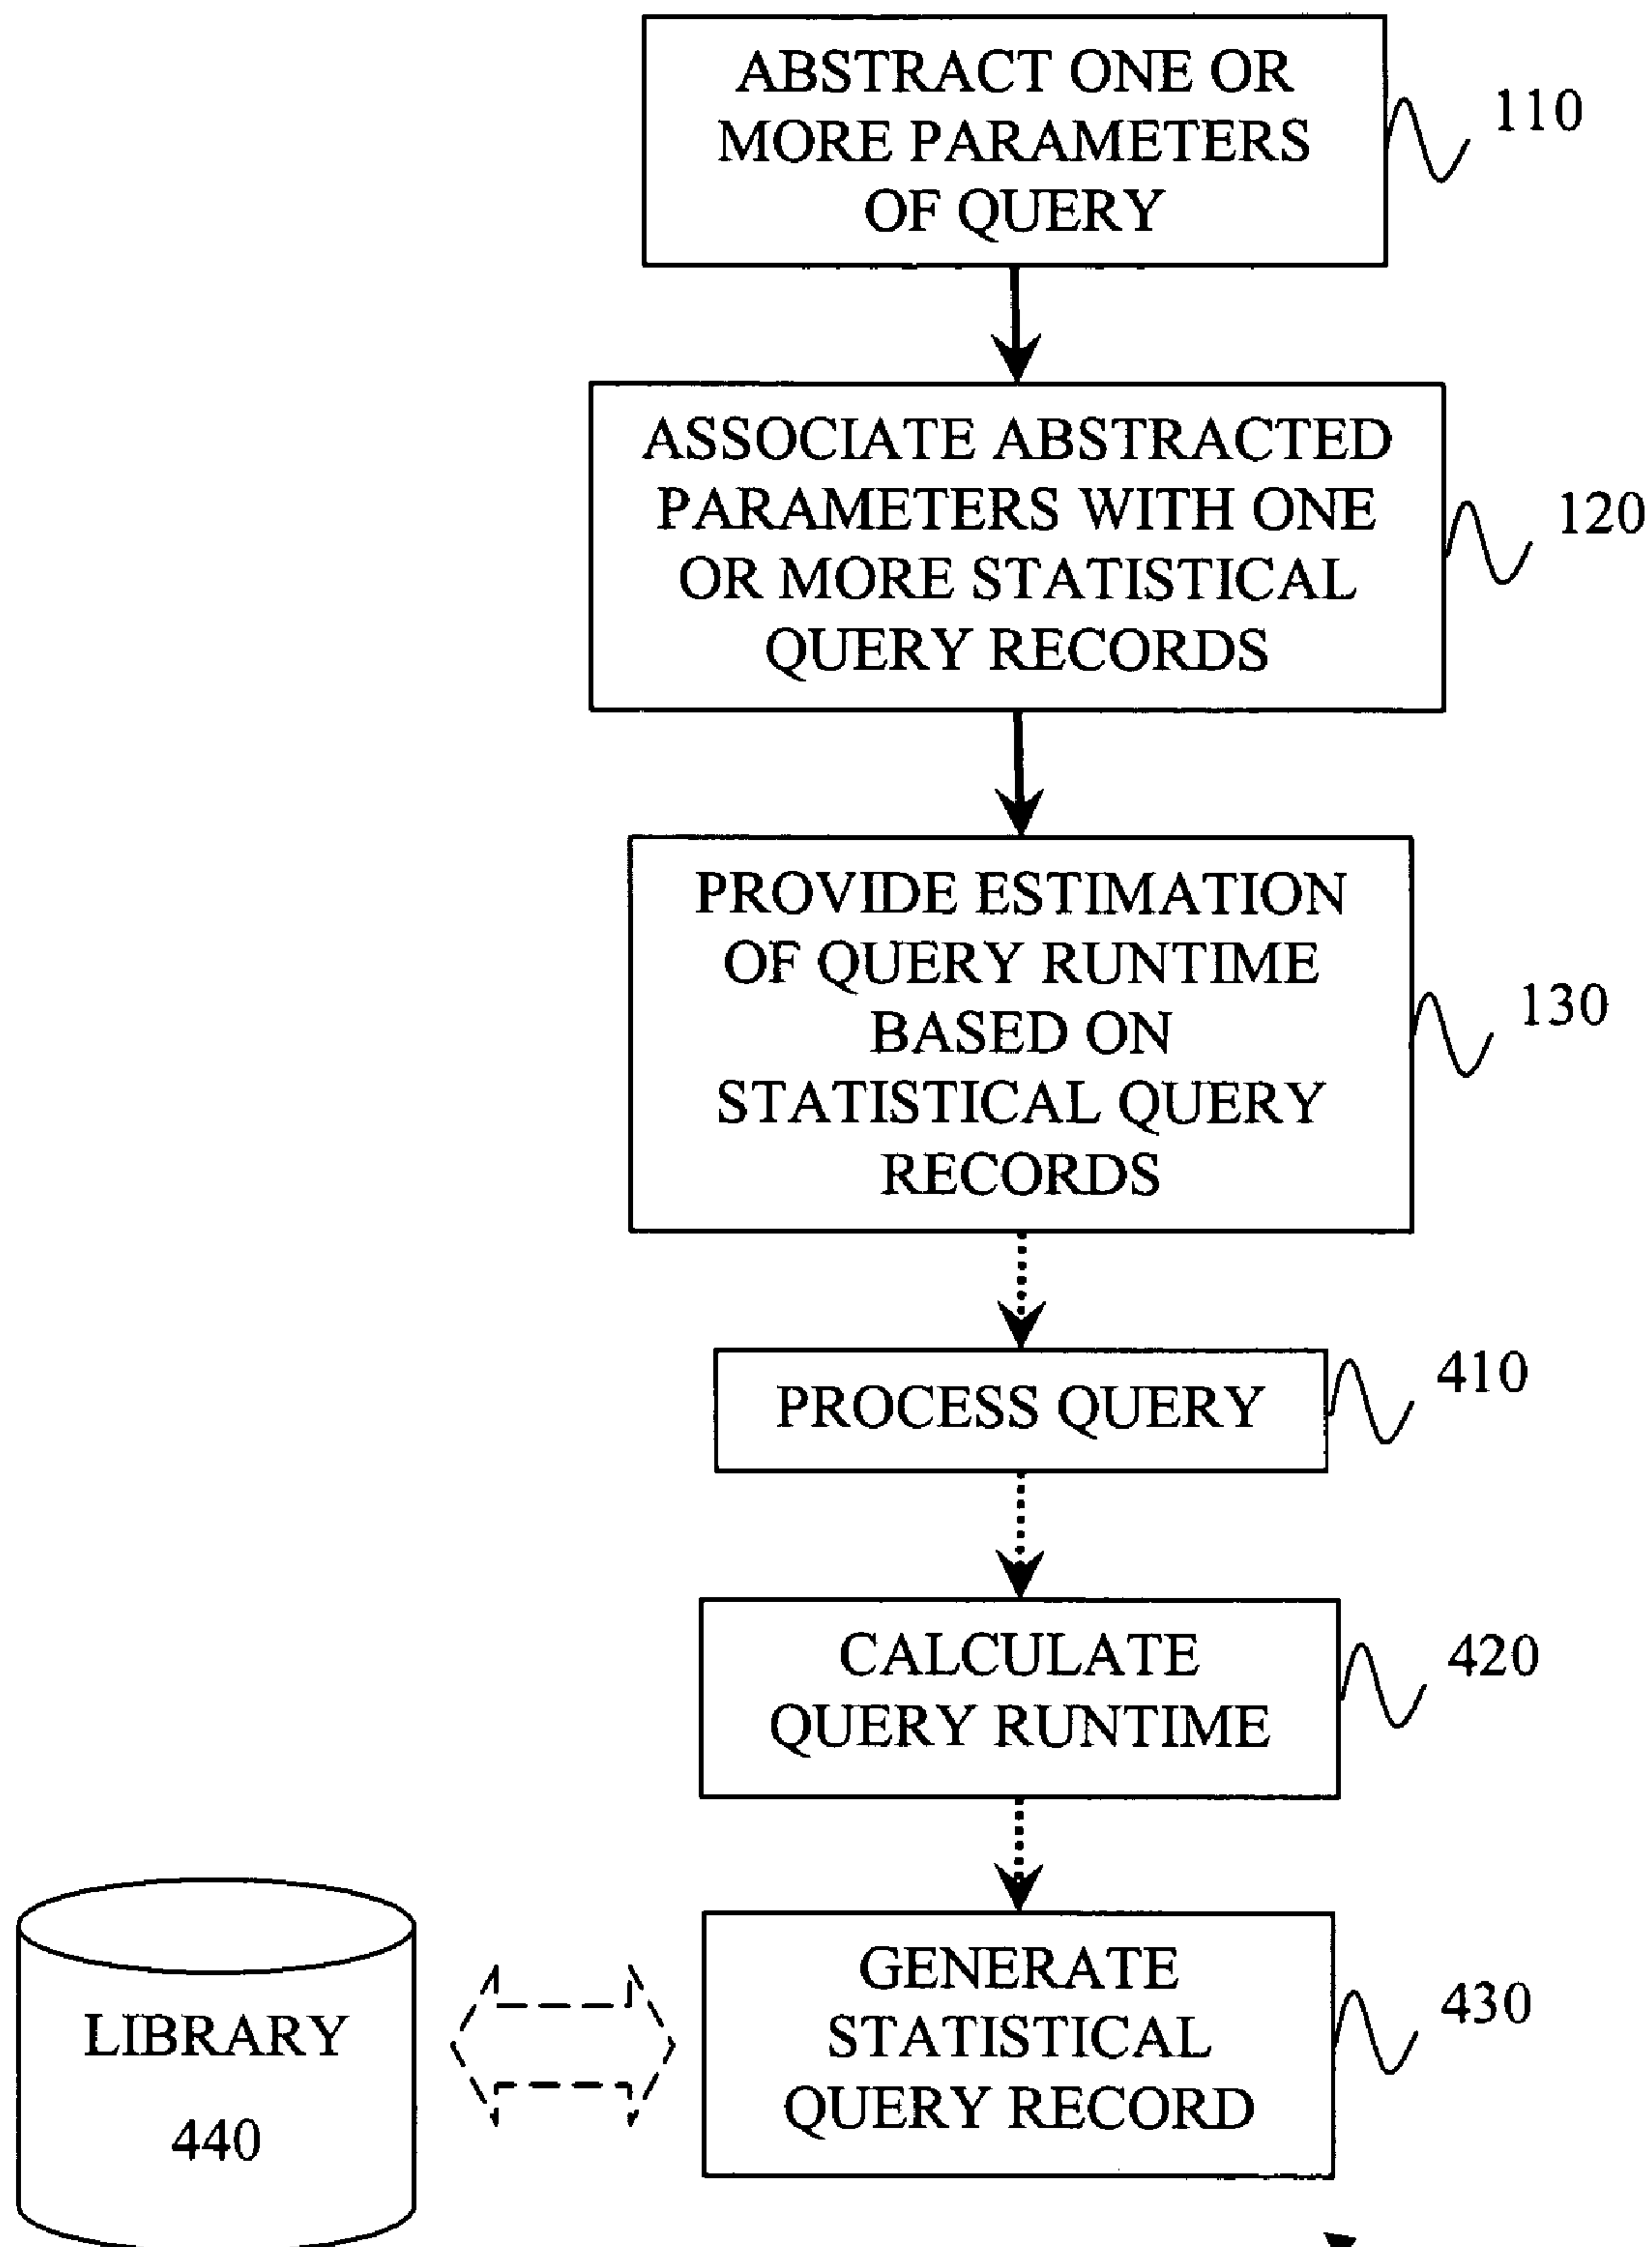 ABSTRACT ONE OR
MORE PARAMETERS
OF QUERY
110
ASSOCIATE ABSTRACTED
PARAMETERS WITH ONE
OR MORE STATISTICAL
QUERY RECORDS
120
PROVIDE ESTIMATION
OF QUERY RUNTIME
BASED ON
STATISTICAL QUERY
RECORDS
130
PROCESS QUERY
410
CALCULATE
QUERY RUNTIME
420
GENERATE
STATISTICAL
QUERY RECORD
430
LIBRARY
440